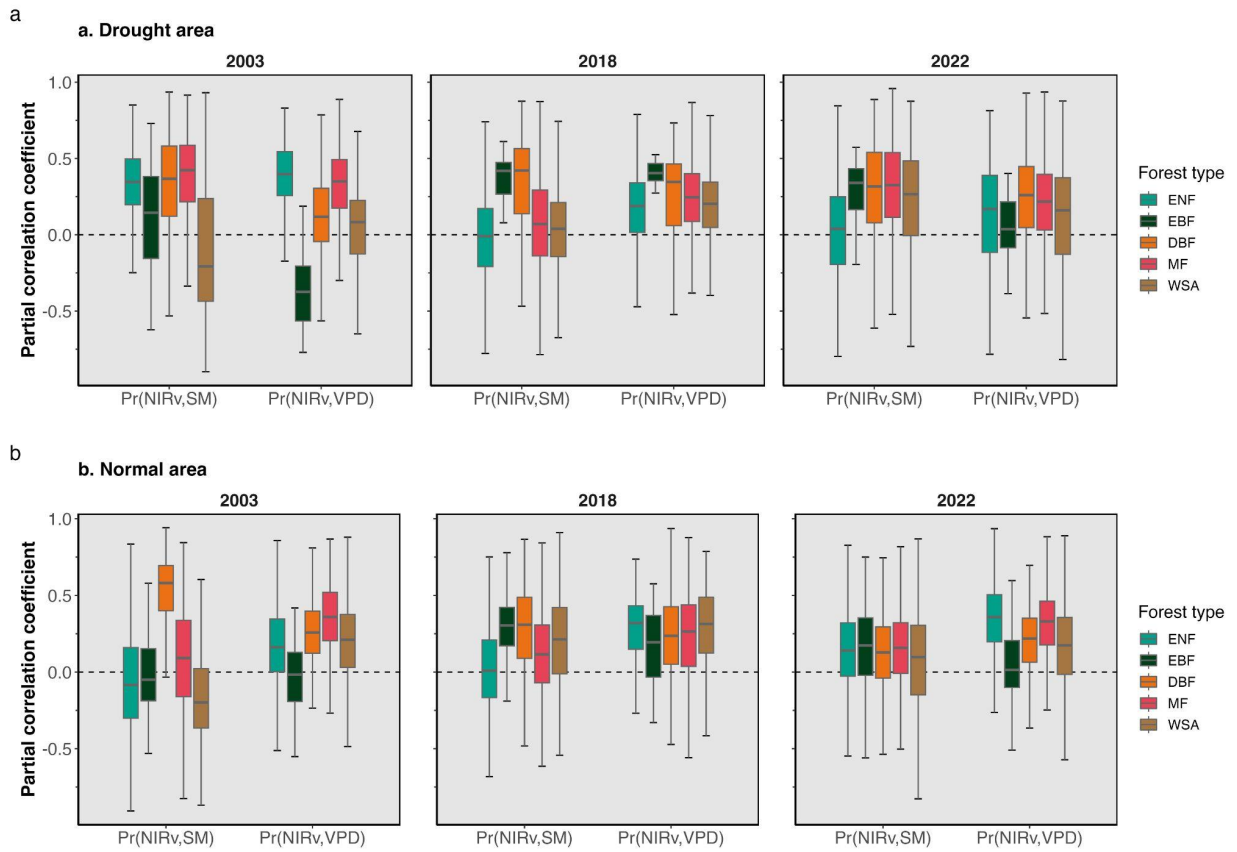 a
a. Drought area
2003
2018
2022
Partial correlation coefficient
1.0
0.5
0.0
-0.5
Pr(NIRv,SM)
Pr(NIRv,VPD)
Pr(NIRv,SM)
Pr(NIRv,VPD)
Pr(NIRv,SM)
Pr(NIRv,VPD)
Forest type
ENF
EBF
DBF
MF
WSA
b
b. Normal area
2003
2018
2022
Partial correlation coefficient
1.0
0.5
0.0
-0.5
Pr(NIRv,SM)
Pr(NIRv,VPD)
Pr(NIRv,SM)
Pr(NIRv,VPD)
Pr(NIRv,SM)
Pr(NIRv,VPD)
Forest type
ENF
EBF
DBF
MF
WSA